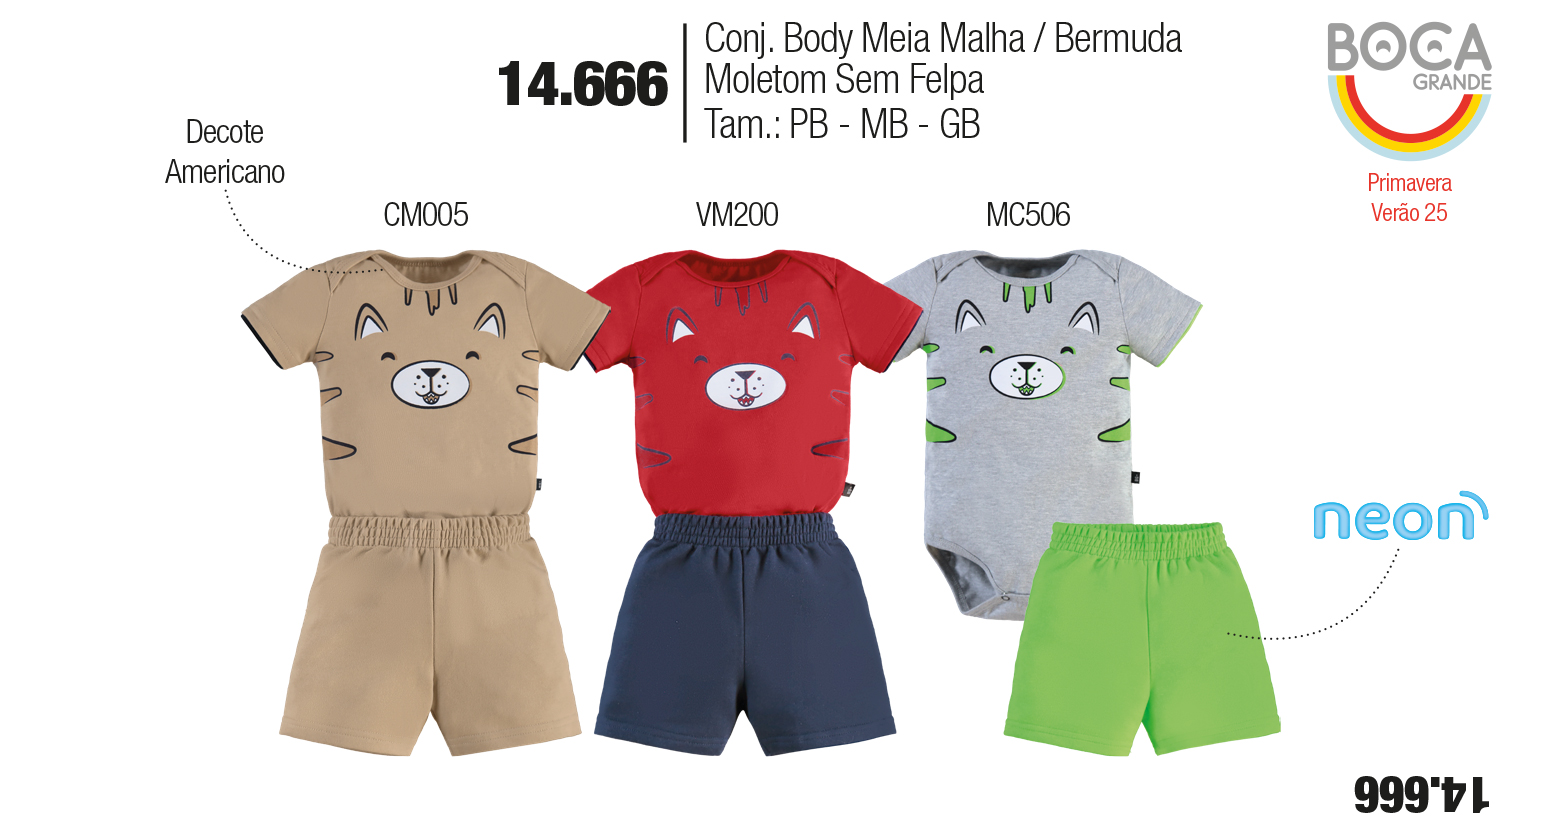 14.666
Conj. Body Meia Malha / Bermuda
Moletom Sem Felpa
Tam.: PB - MB - GB
BOCA
GRANDE
Primavera
Verão 25
Decote
Americano
CM005
VM200
MC506
neon
14.666